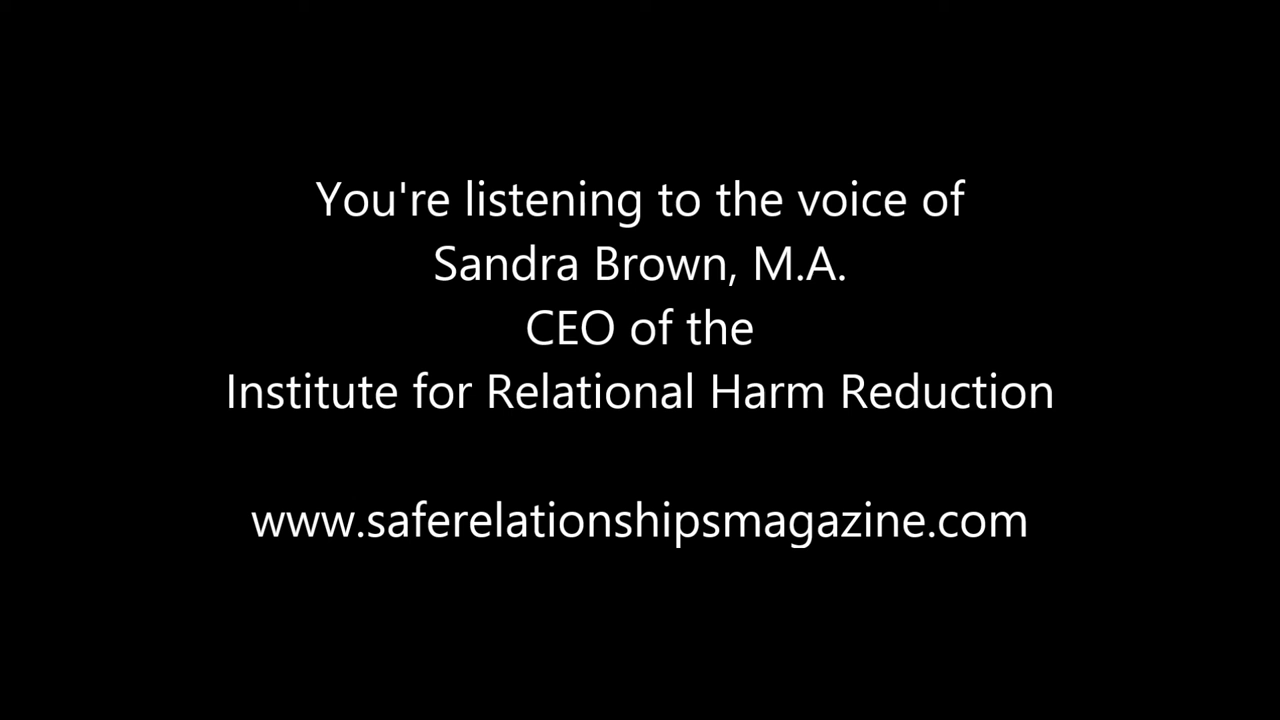 You're listening to the voice of
Sandra Brown, M.A.
CEO of the
Institute for Relational Harm Reduction
www.saferelationshipsmagazine.com